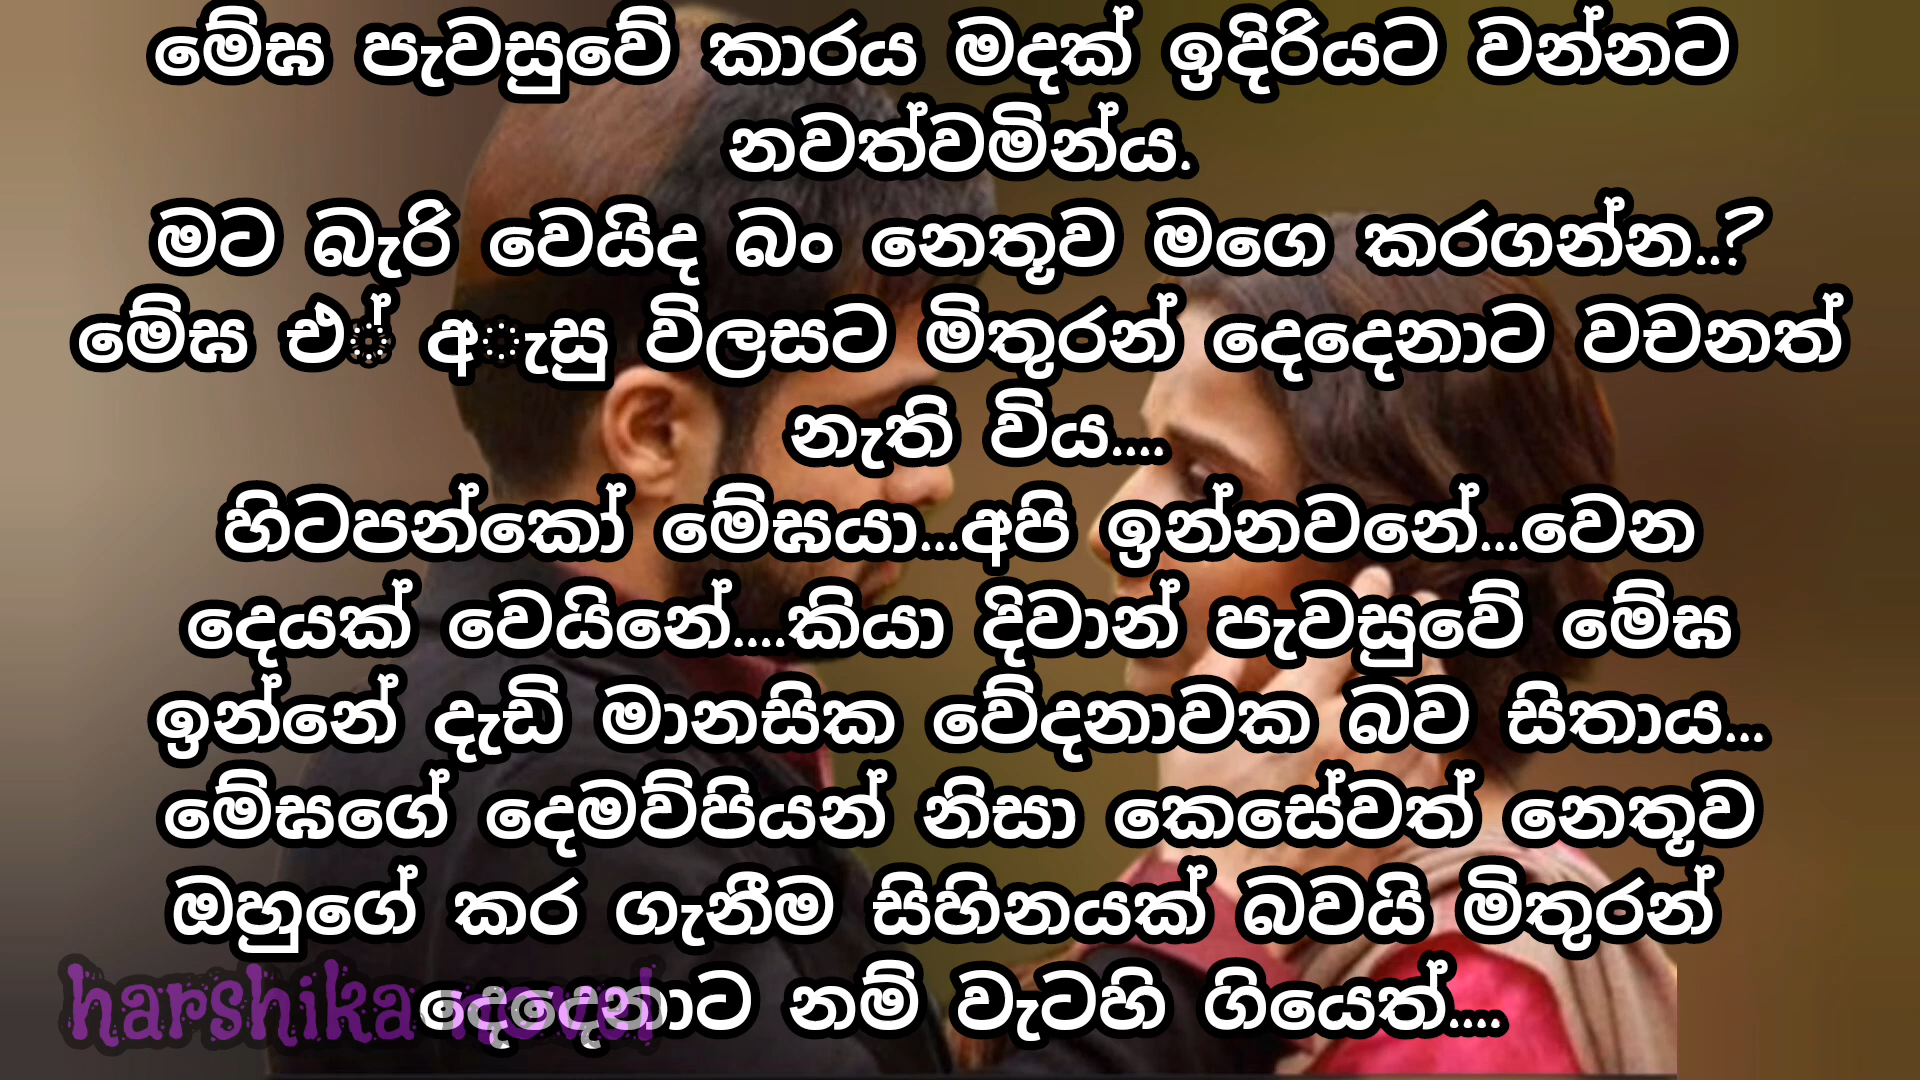 මේඝ පැවසුවේ කාරය මදක් ඉදිරියට වන්නට
නවත්වමින්ය.
මට බැරි වෙයිද බං නෙතූව මගෙ කරගන්න..?
මේඝ එ් අැසු විලසට මිතුරන් දෙදෙනාට වචනත්
නැති විය....
හිටපන්කෝ මේඝයා...අපි ඉන්නවනේ...වෙන
දෙයක් වෙයිනේ....කියා දිවාන් පැවසුවේ මේඝ
ඉන්නේ දැඩි මානසික වේදනාවක බව සිතාය...
මේඝගේ දෙමව්පියන් නිසා කෙසේවත් නෙතූව
ඔහුගේ කර ගැනීම සිහිනයක් බවයි මිතුරන්
දෙදෙනාට නම් වැටහි ගියෙත්....
harshika novel